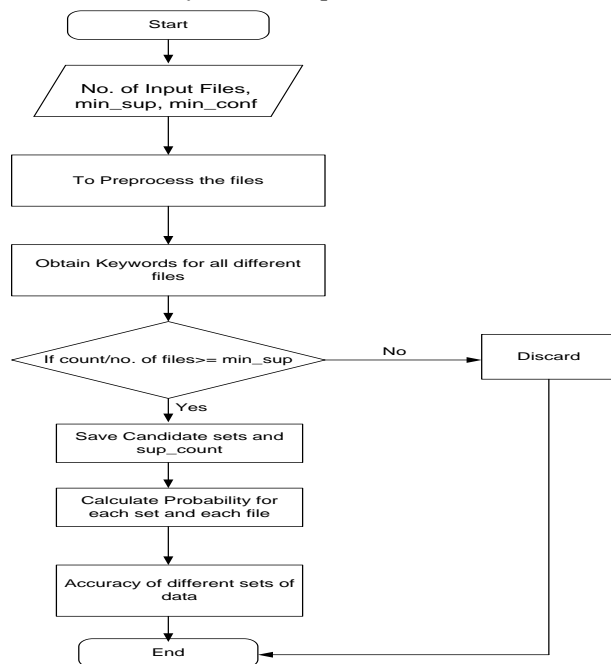 Start
No. of Input Files,
min_sup, min_conf
To Preprocess the files
Obtain Keywords for all different
files
If count/no. of files>= min_sup
No
Discard
Yes
Save Candidate sets and
sup_count
Calculate Probability for
each set and each file
Accuracy of different sets of
data
End